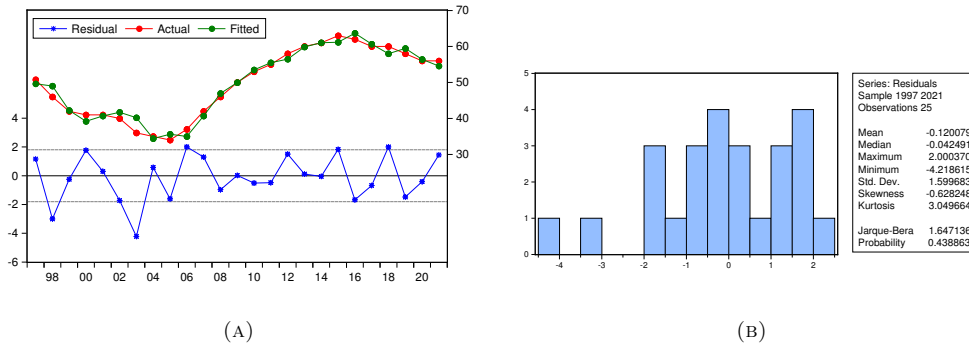 Residual Actual Fitted
70
60
50
40
30
4
2
0
-2
-4
-6
98 00 02 04 06 08 10 12 14 16 18 20
(A)
5
4
3
2
1
0
-4 -3 -2 -1 0 1 2
Series: Residuals
Sample 1997 2021
Observations 25
Mean -0.120079
Median -0.042491
Maximum 2.000370
Minimum -4.218615
Std. Dev. 1.599683
Skewness -0.628248
Kurtosis 3.049664
Jarque-Bera 1.647136
Probability 0.438863
(B)